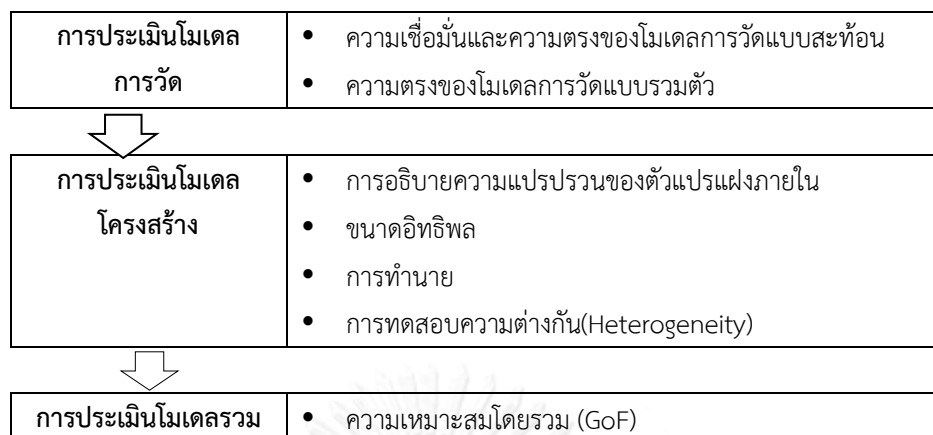 การประเมินโมเดล
การวัด
• ความเชื่อมั่นและความตรงของโมเดลการวัดแบบสะท้อน
• ความตรงของโมเดลการวัดแบบรวมตัว
การประเมินโมเดล
โครงสร้าง
• การอธิบายความแปรปรวนของตัวแปรแฝงภายใน
• ขนาดอิทธิพล
• การทำนาย
• การทดสอบความต่างกัน(Heterogeneity)
การประเมินโมเดลรวม
• ความเหมาะสมโดยรวม (GoF)